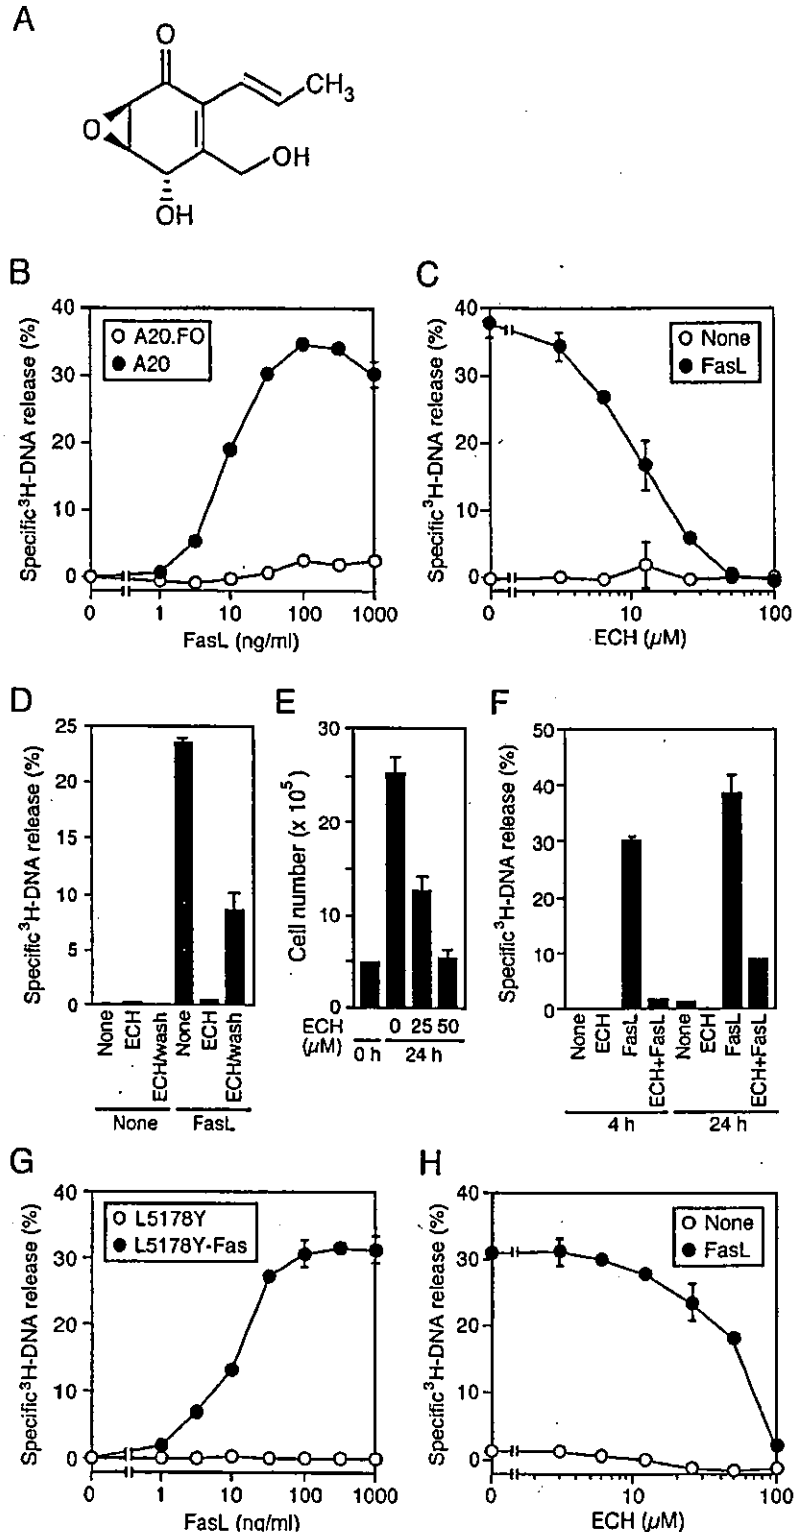 A
O
CH3
O
OH
OH
B
Specific 3H-DNA release (%)
40
30
20
10
0
A20.FO
A20
0 1 10 100 1000
FasL (ng/ml)
C
Specific 3H-DNA release (%)
40
30
20
10
0
None
FasL
0 10 100
ECH (µM)
D
Specific 3H-DNA release (%)
25
20
15
10
5
0
None ECH ECH/wash None ECH ECH/wash
None FasL
E
Cell number (x 10^5)
30
20
10
0
ECH 0 25 50
(µM) 0 h 24 h
F
Specific 3H-DNA release (%)
50
40
30
20
10
0
None ECH FasL ECH+FasL None ECH FasL ECH+FasL
4 h 24 h
G
Specific 3H-DNA release (%)
40
30
20
10
0
L5178Y
L5178Y-Fas
0 1 10 100 1000
FasL (ng/ml)
H
Specific 3H-DNA release (%)
40
30
20
10
0
None
FasL
0 10 100
ECH (µM)